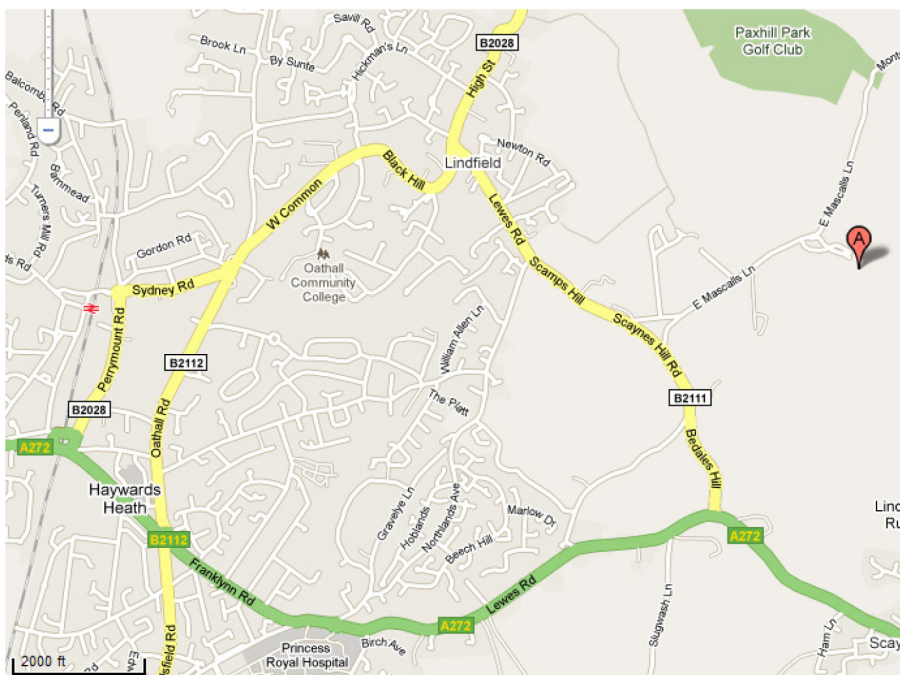 Savill Rd
Hickman's Ln
Brook Ln
By Sunte
B2028
High St
Paxhill Park
Golf Club
Balcombe Rd
Penland Rd
Barnmead
Turners Mill Rd
Newton Rd
Lindfield
Black Hill
W Common
Lewes Rd
E Mascalls Ln
A
Gordon Rd
Oathall
Community
College
Sydney Rd
Scamps Hill
E Mascalls Ln
Scaynes Hill Rd
Perrymount Rd
William Allen Ln
B2112
The Platt
B2028
B2111
Oathall Rd
A272
Bedales Hill
Haywards
Heath
Gravelye Ln
Hoblands
Northlands Ave
Marlow Dr
B2112
Beech Hill
A272
Franklynn Rd
Lewes Rd
A272
Slugwash Ln
Ham Ln
Birch Ave
Princess
Royal Hospital
2000 ft